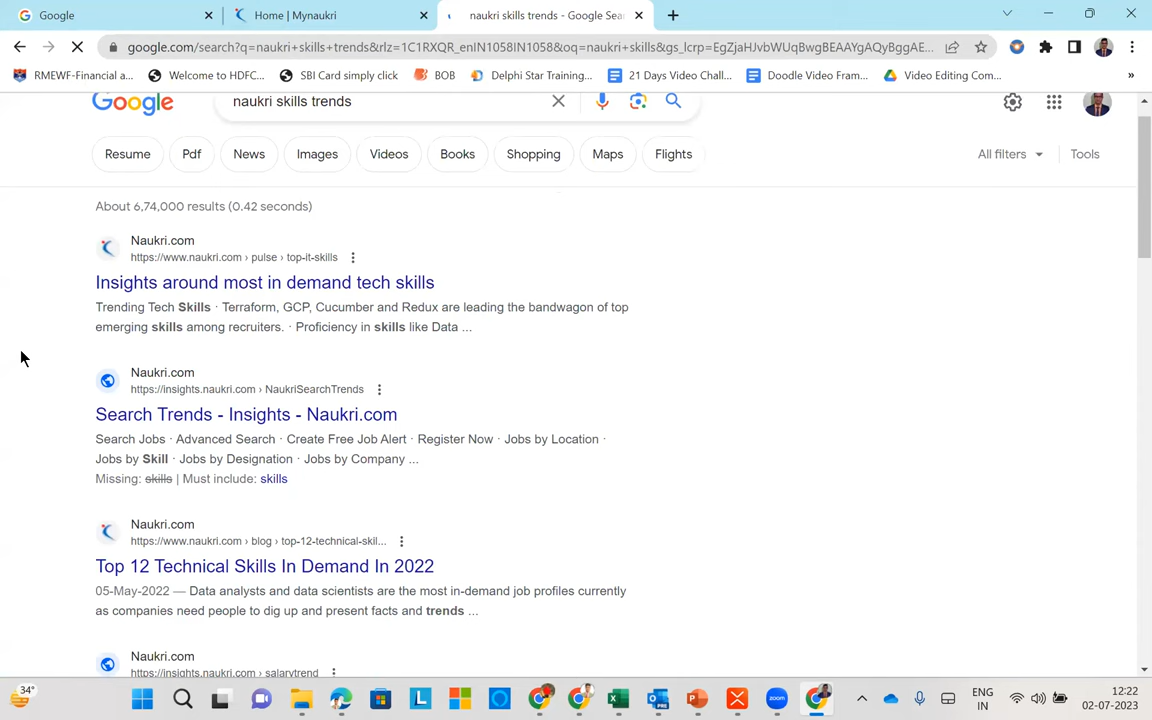 Google
Home | Mynaukri
naukri skills trends - Google Sea
google.com/search?q=naukri+skills+trends&rlz=1C1RXQR_enIN1058IN1058&oq=naukri+skills&gs_lcrp=EgZjaHJvbWUqBwgBEAAYgAQyBggAE...
RMEWF-Financial a...
Welcome to HDFC...
SBI Card simply click
BOB
Delphi Star Training...
21 Days Video Chall...
Doodle Video Fram...
Video Editing Com...
»
Google
naukri skills trends
Resume
Pdf
News
Images
Videos
Books
Shopping
Maps
Flights
All filters
Tools
About 6,74,000 results (0.42 seconds)
Naukri.com
https://www.naukri.com › pulse › top-it-skills
Insights around most in demand tech skills
Trending Tech Skills · Terraform, GCP, Cucumber and Redux are leading the bandwagon of top
emerging skills among recruiters. · Proficiency in skills like Data ...
Naukri.com
https://insights.naukri.com › NaukriSearchTrends
Search Trends - Insights - Naukri.com
Search Jobs · Advanced Search · Create Free Job Alert · Register Now · Jobs by Location ·
Jobs by Skill · Jobs by Designation · Jobs by Company ...
Missing: skills | Must include: skills
Naukri.com
https://www.naukri.com › blog › top-12-technical-skil...
Top 12 Technical Skills In Demand In 2022
05-May-2022 — Data analysts and data scientists are the most in-demand job profiles currently
as companies need people to dig up and present facts and trends ...
Naukri.com
https://insights.naukri.com › salarytrend
34°
ENG
IN
12:22
02-07-2023